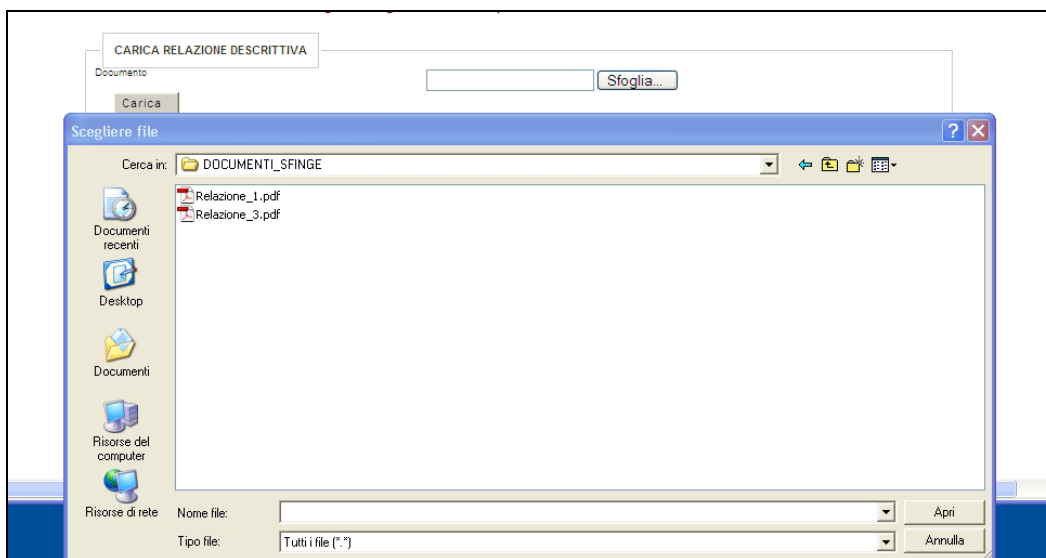 CARICA RELAZIONE DESCRITTIVA
Documento
Sfoglia...
Carica
Scegliere file
Cerca in:
DOCUMENTI_SFINGE
Relazione_1.pdf
Relazione_3.pdf
Documenti
recenti
Desktop
Documenti
Risorse del
computer
Risorse di rete
Nome file:
Apri
Tipo file:
Tutti i file (*.*)
Annulla